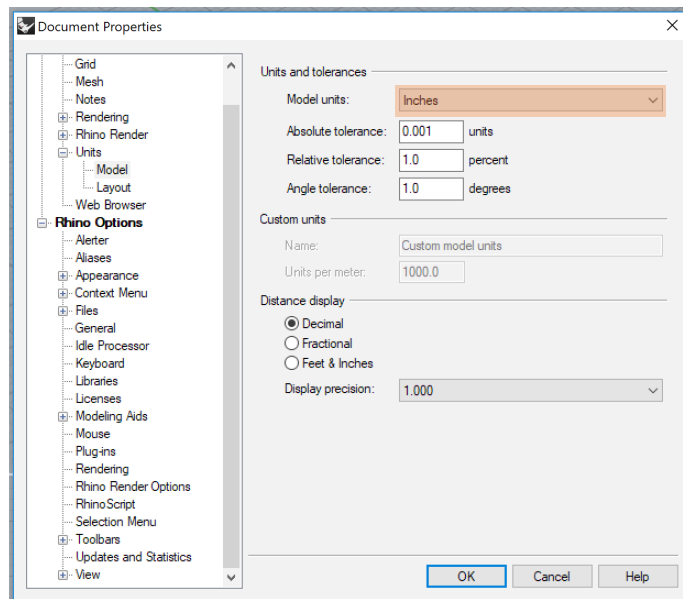 Document Properties
Grid
Mesh
Notes
Rendering
Rhino Render
Units
Model
Layout
Web Browser
Rhino Options
Alerter
Aliases
Appearance
Context Menu
Files
General
Idle Processor
Keyboard
Libraries
Licenses
Modeling Aids
Mouse
Plug-ins
Rendering
Rhino Render Options
RhinoScript
Selection Menu
Toolbars
Updates and Statistics
View
Units and tolerances
Model units: Inches
Absolute tolerance: 0.001 units
Relative tolerance: 1.0 percent
Angle tolerance: 1.0 degrees
Custom units
Name: Custom model units
Units per meter: 1000.0
Distance display
Decimal
Fractional
Feet & Inches
Display precision: 1.000
OK Cancel Help